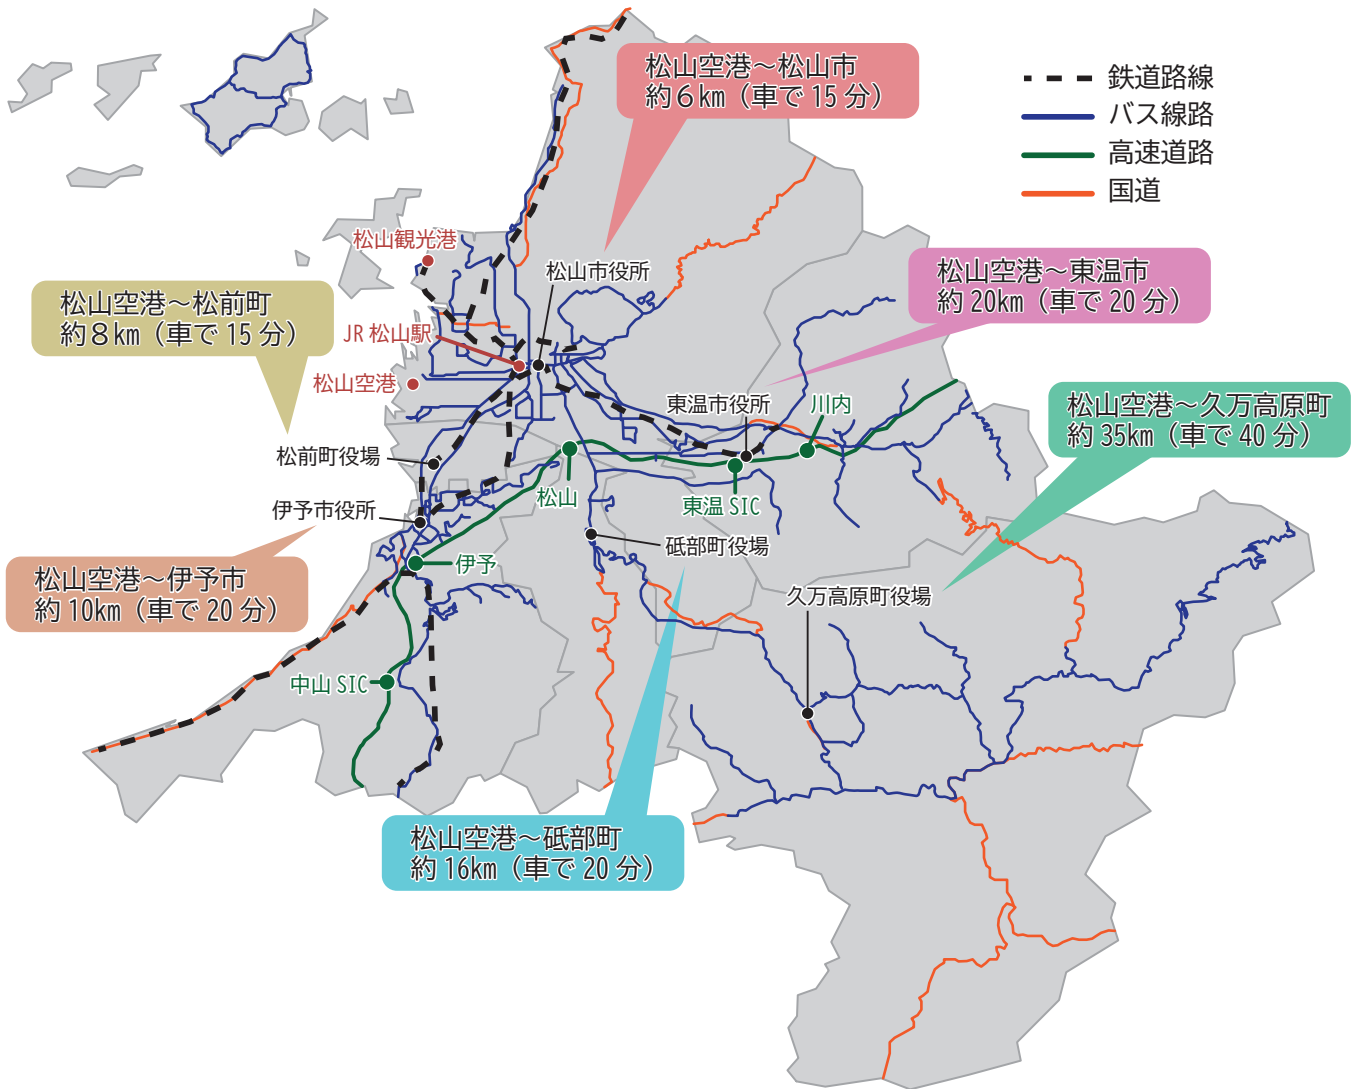 松山空港～松山市
約６km（車で 15 分）
鉄道路線
バス線路
高速道路
国道
松山観光港
松山市役所
松山空港～東温市
約 20km（車で 20 分）
松山空港～松前町
約８km（車で 15 分）
JR 松山駅
松山空港
東温市役所
川内
松山空港～久万高原町
約 35km（車で 40 分）
松前町役場
松山
東温 SIC
伊予市役所
砥部町役場
伊予
松山空港～伊予市
約 10km（車で 20 分）
久万高原町役場
中山 SIC
松山空港～砥部町
約 16km（車で 20 分）